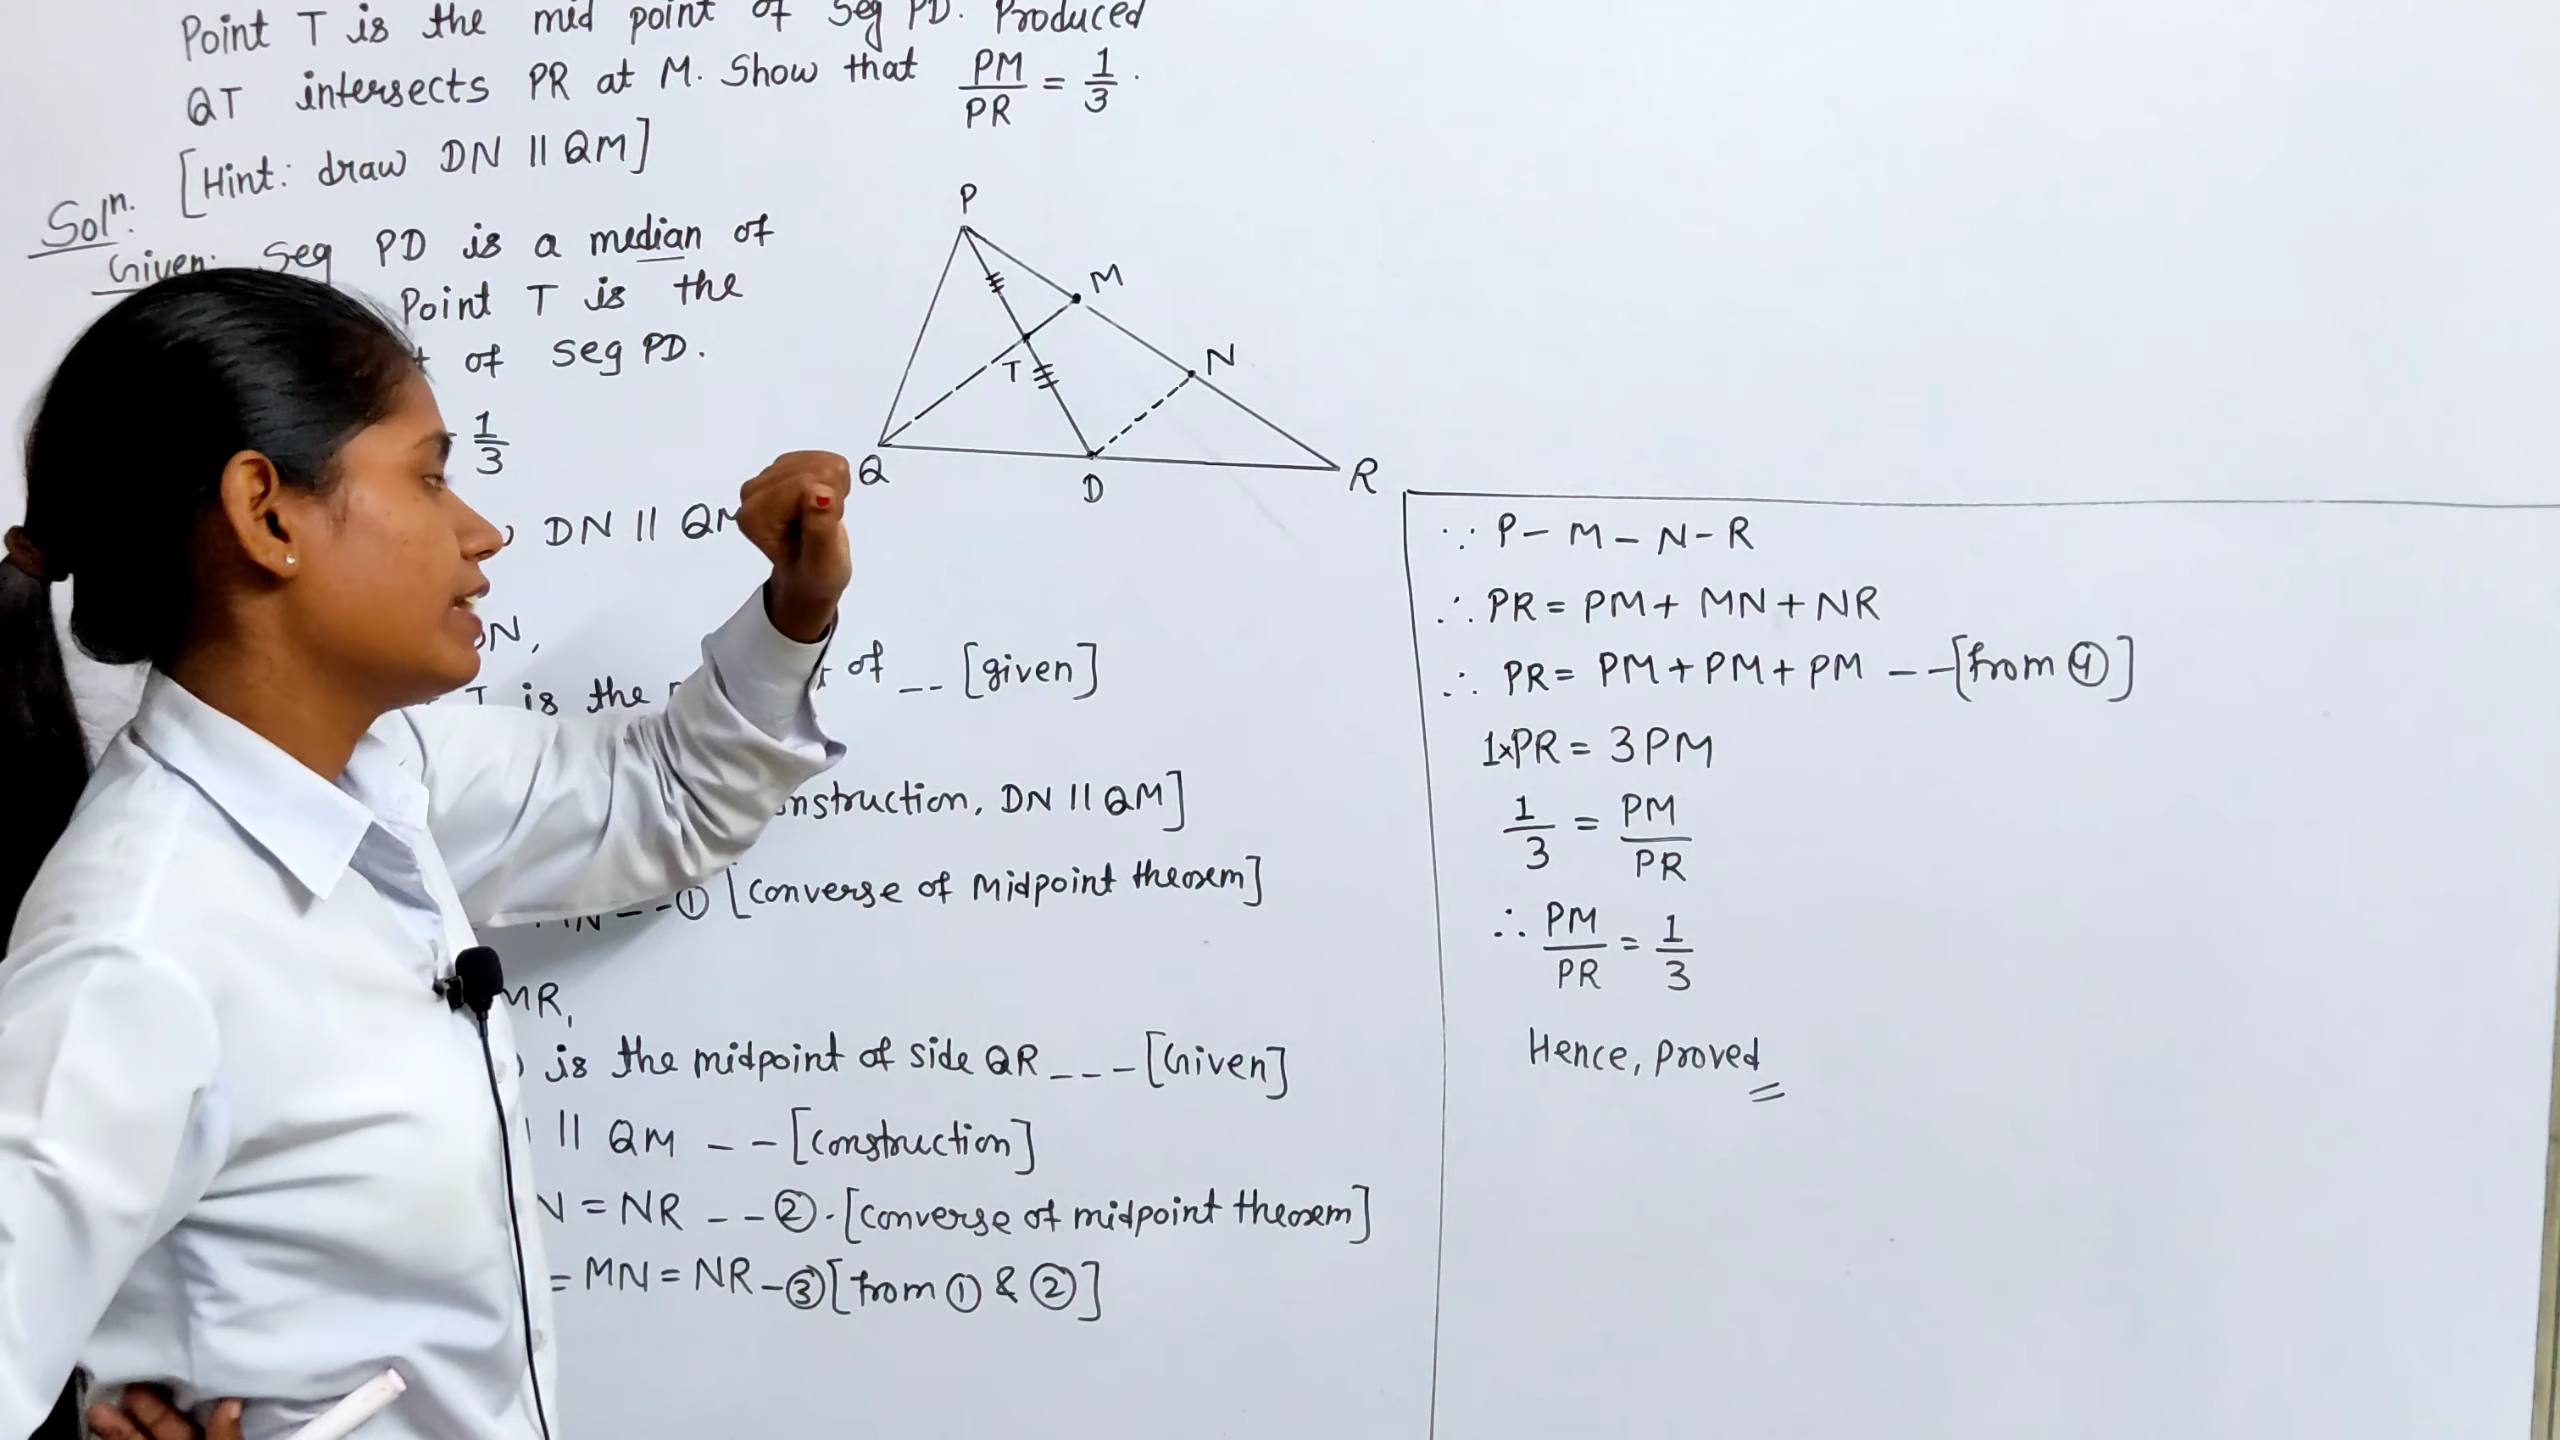 Point T is the mid point of seg PD. Produced
QT intersects PR at M. Show that PM/PR = 1/3.
[Hint: draw DN || QM]
Solⁿ:
Given: Seg PD is a median of
Point T is the
of seg PD.
1/3
DN || QM
DN,
T is the of -- [given]
construction, DN || QM]
MN --① [converse of Midpoint theorem]
MR,
is the midpoint of side QR --- [Given]
|| QM -- [construction]
N = NR --②. [converse of midpoint theorem]
= MN = NR -③ [from ① & ②]
P
M
N
T
Q
D
R
∵ P - M - N - R
∴ PR = PM + MN + NR
∴ PR = PM + PM + PM -- [from ④]
1×PR = 3PM
1/3 = PM/PR
∴ PM/PR = 1/3
Hence, proved